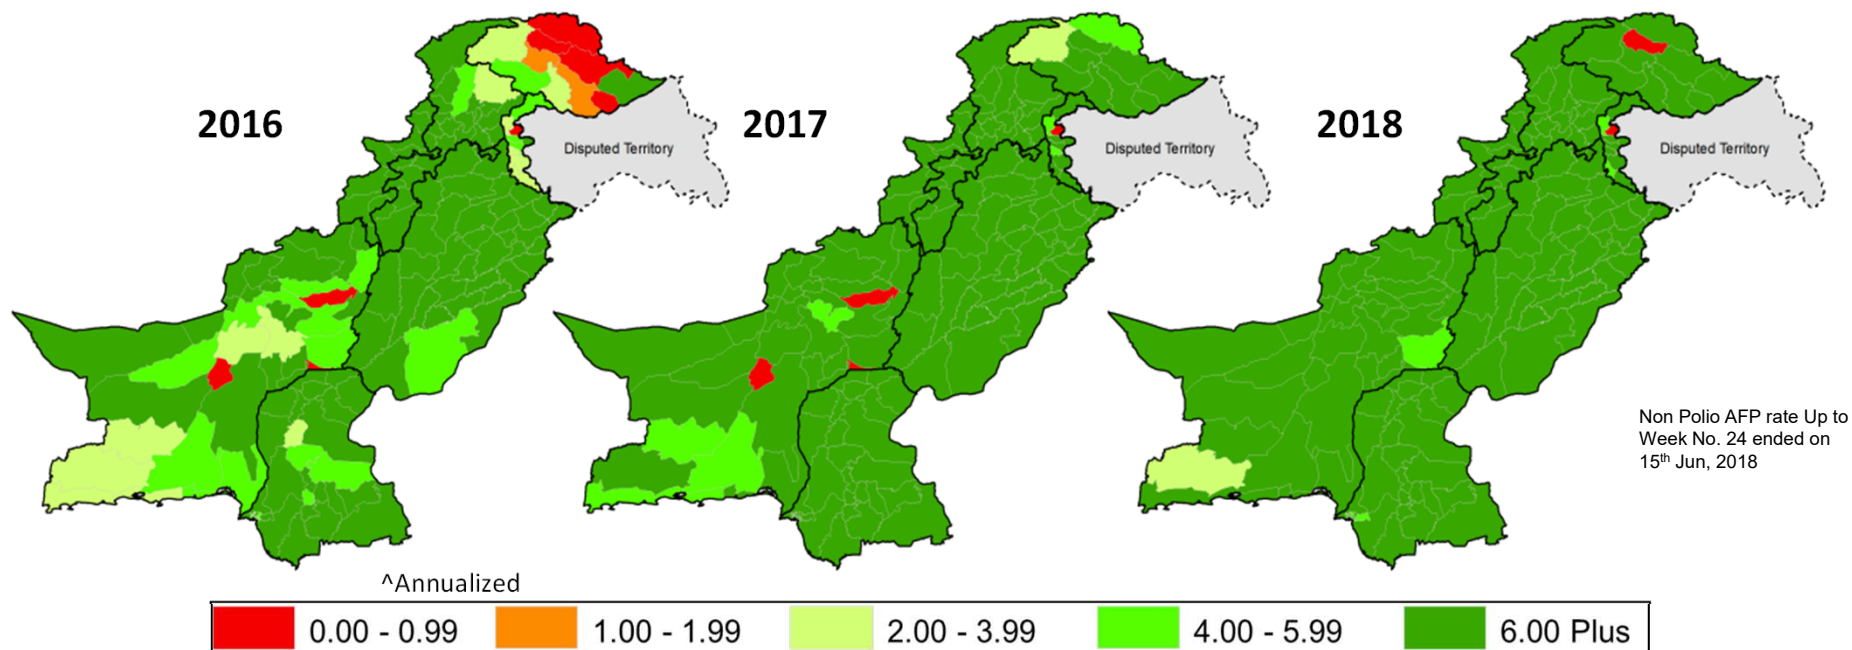 2016
2017
2018
Disputed Territory
Disputed Territory
Disputed Territory
Non Polio AFP rate Up to
Week No. 24 ended on
15th Jun, 2018
^Annualized
0.00 - 0.99
1.00 - 1.99
2.00 - 3.99
4.00 - 5.99
6.00 Plus